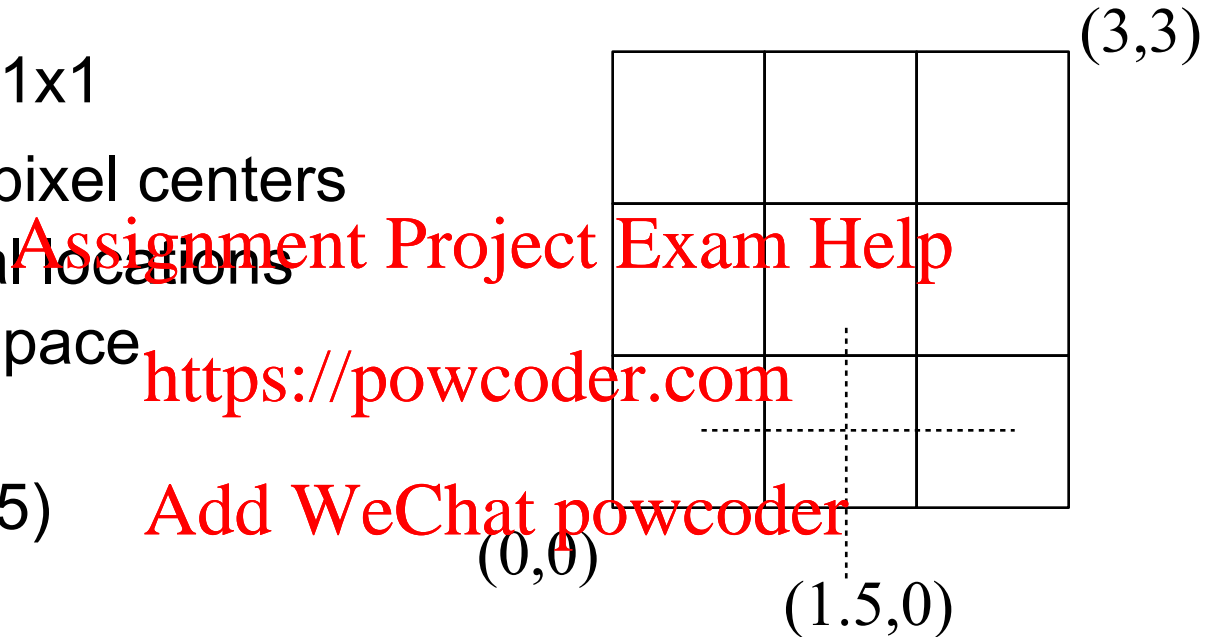 (3,3)
1x1
pixel centers
Assignment Project Exam Help
al locations
pace
https://powcoder.com
5)
Add WeChat powcoder
(0,0)
(1.5,0)